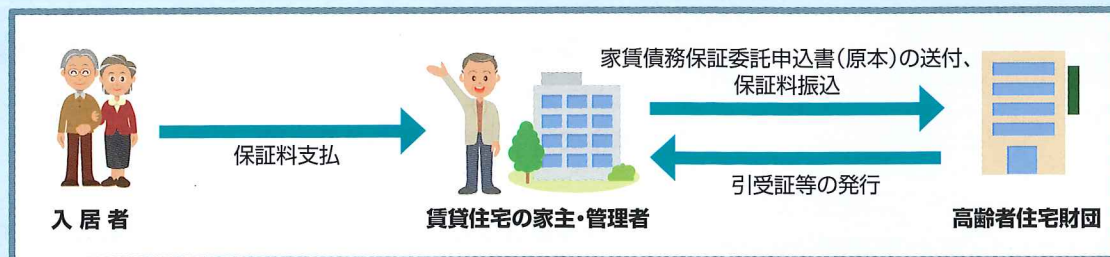 家賃債務保証委託申込書(原本)の送付、
保証料振込
保証料支払
引受証等の発行
入居者
賃貸住宅の家主・管理者
高齢者住宅財団